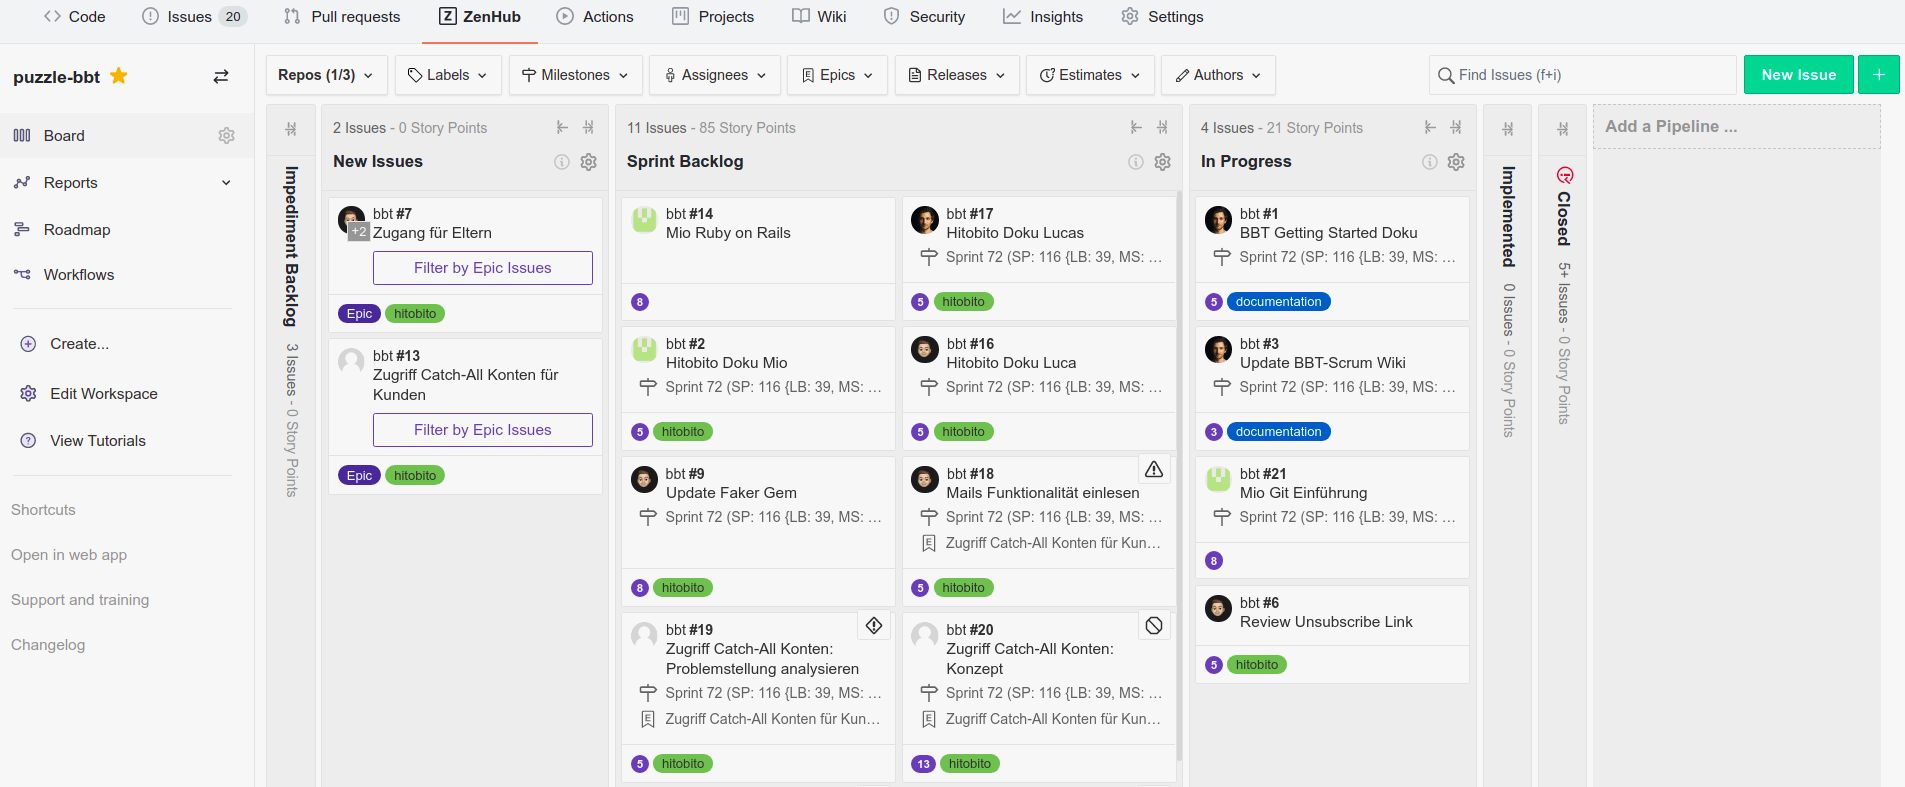 Code
Issues 20
Pull requests
Z ZenHub
Actions
Projects
Wiki
Security
Insights
Settings
puzzle-bbt
Board
Reports
Roadmap
Workflows
Create...
Edit Workspace
View Tutorials
Shortcuts
Open in web app
Support and training
Changelog
Repos (1/3)
Labels
Milestones
Assignees
Epics
Releases
Estimates
Authors
Find Issues (f+i)
New Issue
+
Impediment Backlog 3 Issues - 0 Story Points
2 Issues - 0 Story Points
New Issues
bbt #7
+2
Zugang für Eltern
Filter by Epic Issues
Epic hitobito
bbt #13
Zugriff Catch-All Konten für
Kunden
Filter by Epic Issues
Epic hitobito
11 Issues - 85 Story Points
Sprint Backlog
bbt #14
Mio Ruby on Rails
8
bbt #2
Hitobito Doku Mio
Sprint 72 (SP: 116 {LB: 39, MS: ...
5 hitobito
bbt #9
Update Faker Gem
Sprint 72 (SP: 116 {LB: 39, MS: ...
8 hitobito
bbt #19
Zugriff Catch-All Konten:
Problemstellung analysieren
Sprint 72 (SP: 116 {LB: 39, MS: ...
E Zugriff Catch-All Konten für Kun...
5 hitobito
bbt #17
Hitobito Doku Lucas
Sprint 72 (SP: 116 {LB: 39, MS: ...
5 hitobito
bbt #16
Hitobito Doku Luca
Sprint 72 (SP: 116 {LB: 39, MS: ...
5 hitobito
bbt #18
Mails Funktionalität einlesen
Sprint 72 (SP: 116 {LB: 39, MS: ...
E Zugriff Catch-All Konten für Kun...
5 hitobito
bbt #20
Zugriff Catch-All Konten:
Konzept
Sprint 72 (SP: 116 {LB: 39, MS: ...
E Zugriff Catch-All Konten für Kun...
13 hitobito
4 Issues - 21 Story Points
In Progress
bbt #1
BBT Getting Started Doku
Sprint 72 (SP: 116 {LB: 39, MS: ...
5 documentation
bbt #3
Update BBT-Scrum Wiki
Sprint 72 (SP: 116 {LB: 39, MS: ...
3 documentation
bbt #21
Mio Git Einführung
Sprint 72 (SP: 116 {LB: 39, MS: ...
8
bbt #6
Review Unsubscribe Link
5 hitobito
Implemented 0 Issues - 0 Story Points
Closed 5+ Issues - 0 Story Points
Add a Pipeline ...